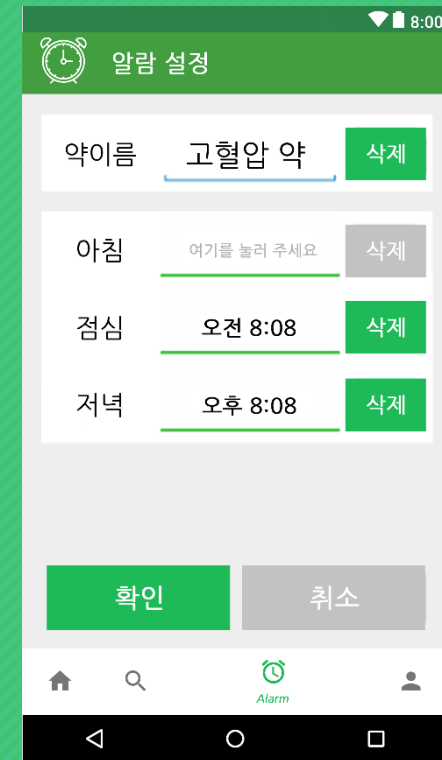 8:00
알람 설정
약이름 고혈압 약 삭제
아침 여기를 눌러 주세요 삭제
점심 오전 8:08 삭제
저녁 오후 8:08 삭제
확인 취소
Alarm